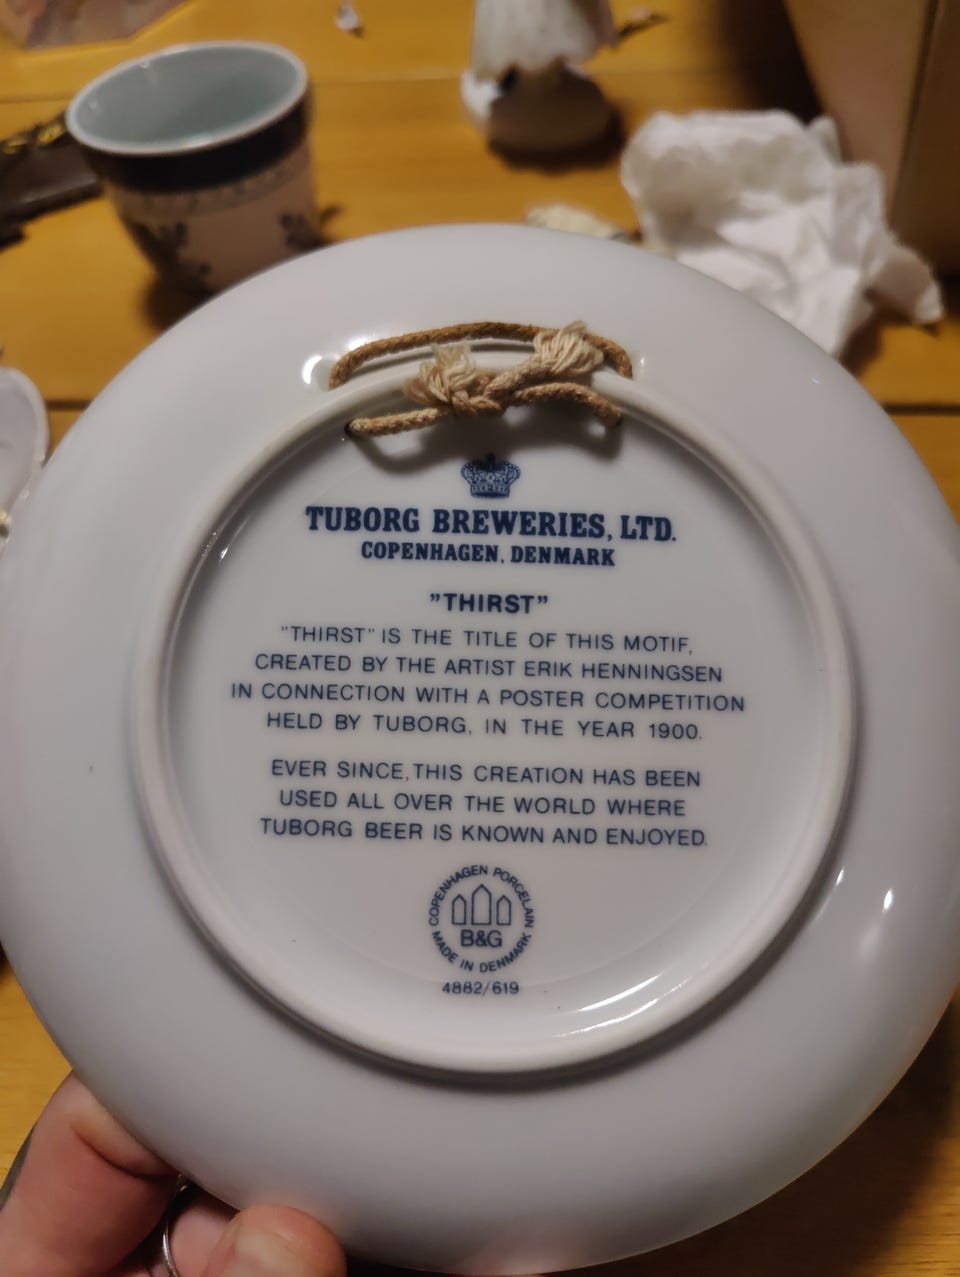 TUBORG BREWERIES, LTD.
COPENHAGEN, DENMARK
"THIRST"
"THIRST" IS THE TITLE OF THIS MOTIF,
CREATED BY THE ARTIST ERIK HENNINGSEN
IN CONNECTION WITH A POSTER COMPETITION
HELD BY TUBORG, IN THE YEAR 1900.
EVER SINCE, THIS CREATION HAS BEEN
USED ALL OVER THE WORLD WHERE
TUBORG BEER IS KNOWN AND ENJOYED.
COPENHAGEN PORCELAIN
B&G
MADE IN DENMARK
4882/619